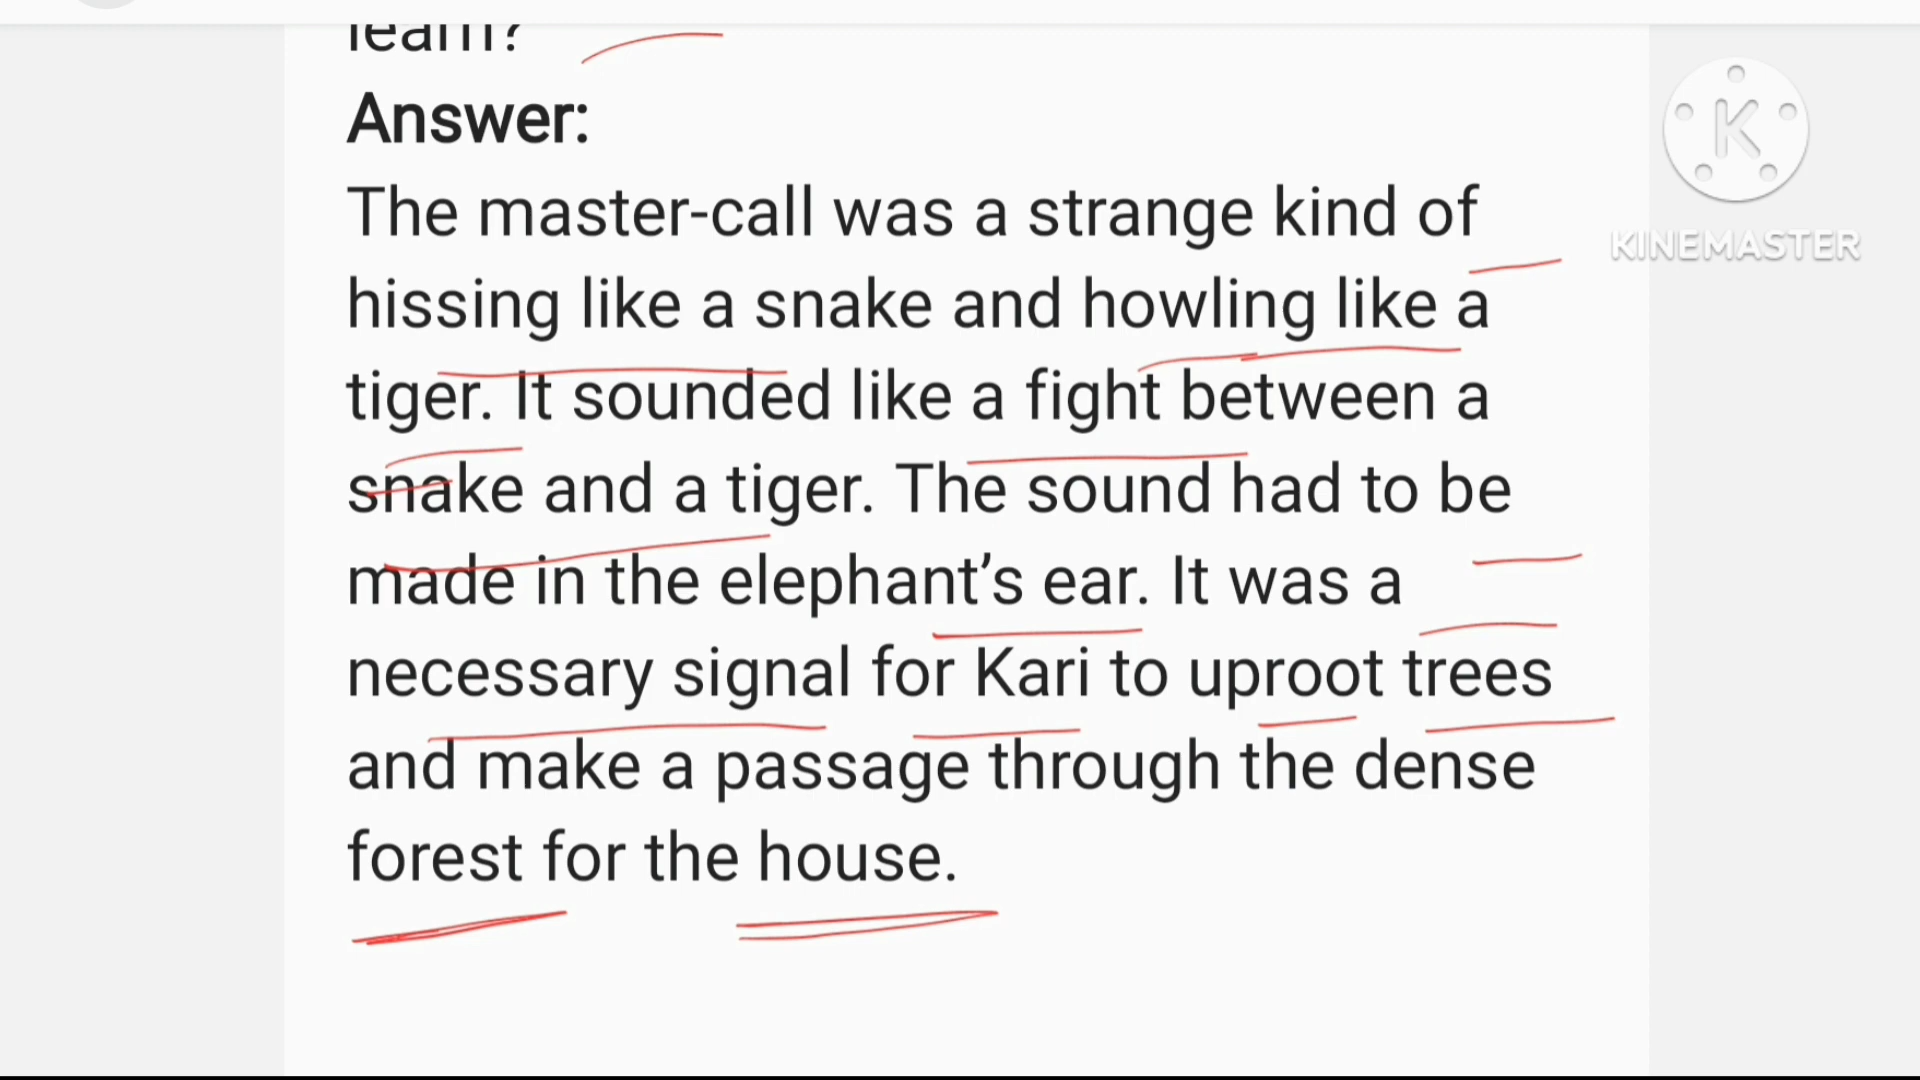 learn?
Answer:
The master-call was a strange kind of
hissing like a snake and howling like a
tiger. It sounded like a fight between a
snake and a tiger. The sound had to be
made in the elephant’s ear. It was a
necessary signal for Kari to uproot trees
and make a passage through the dense
forest for the house.
K
KINEMASTER